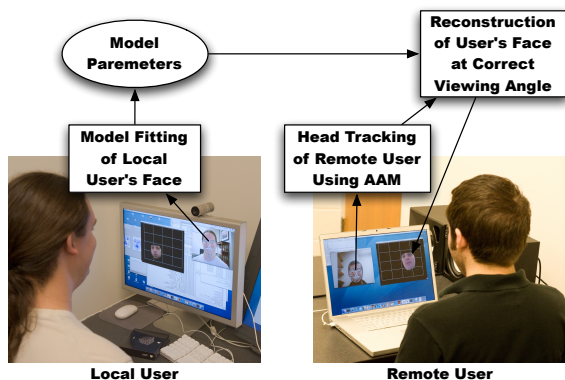 Model
Paremeters
Reconstruction
of User's Face
at Correct
Viewing Angle
Model Fitting
of Local
User's Face
Head Tracking
of Remote User
Using AAM
Local User
Remote User